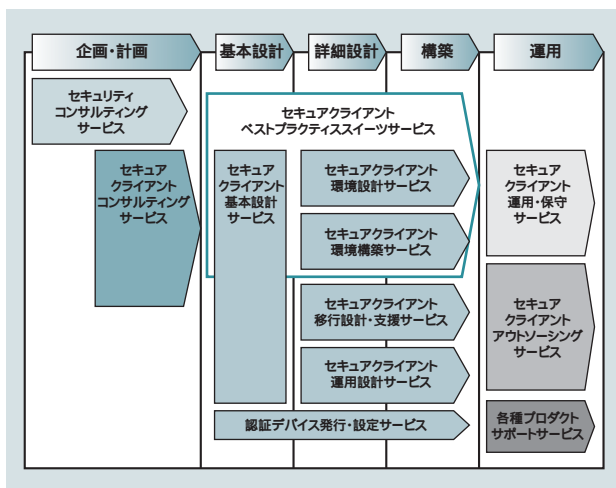 企画・計画
基本設計
詳細設計
構築
運用
セキュリティ
コンサルティング
サービス
セキュアクライアント
ベストプラクティススイーツサービス
セキュア
クライアント
コンサルティング
サービス
セキュア
クライアント
基本設計
サービス
セキュアクライアント
環境設計サービス
セキュアクライアント
環境構築サービス
セキュアクライアント
移行設計・支援サービス
セキュアクライアント
運用設計サービス
認証デバイス発行・設定サービス
セキュア
クライアント
運用・保守
サービス
セキュア
クライアント
アウトソーシング
サービス
各種プロダクト
サポートサービス